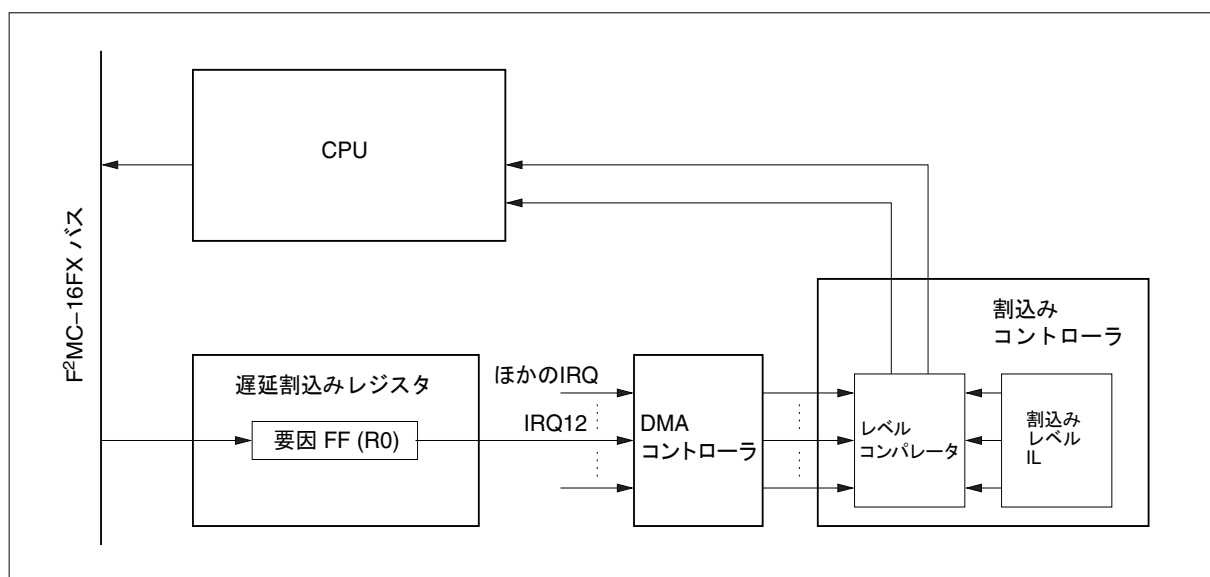 CPU
F²MC-16FX バス
割込み
コントローラ
遅延割込みレジスタ
要因 FF (R0)
ほかのIRQ
IRQ12
DMA
コントローラ
レベル
コンパレータ
割込み
レベル
IL